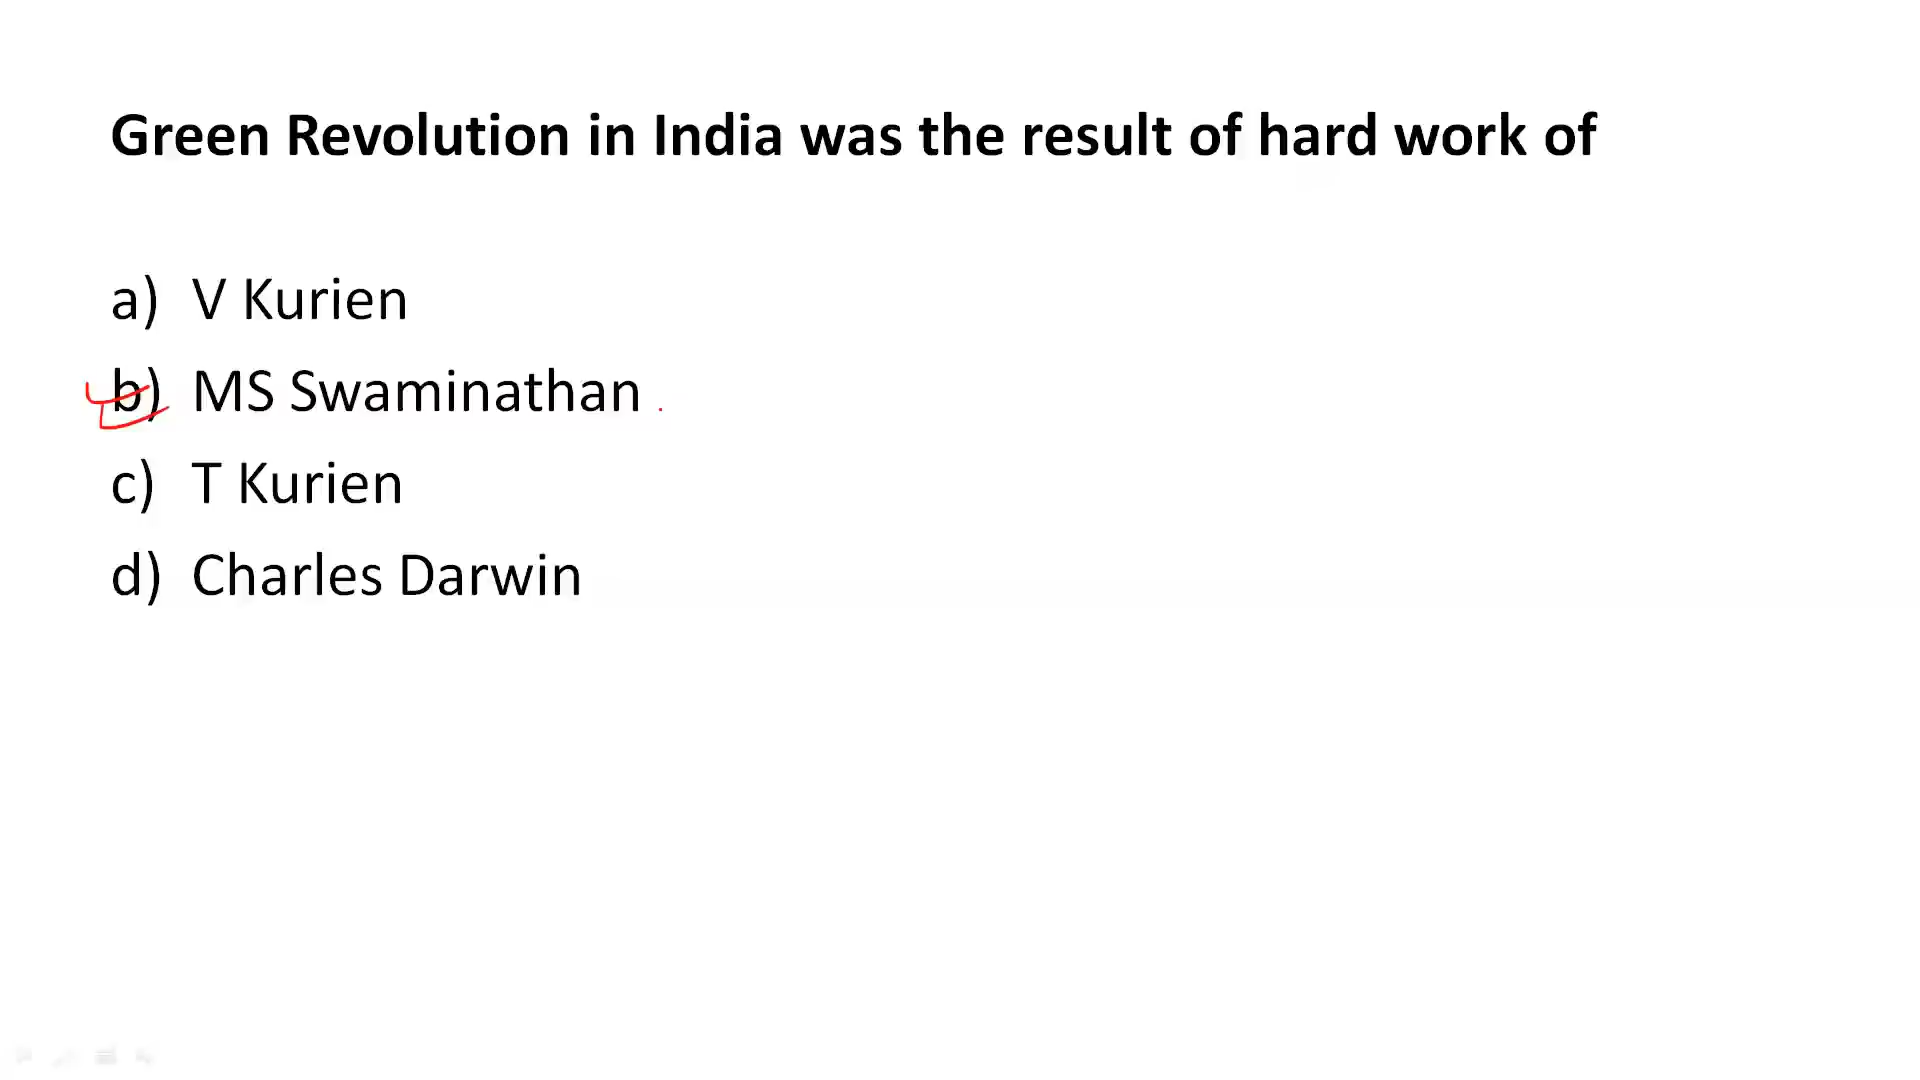 Green Revolution in India was the result of hard work of
a) V Kurien
b) MS Swaminathan
c) T Kurien
d) Charles Darwin